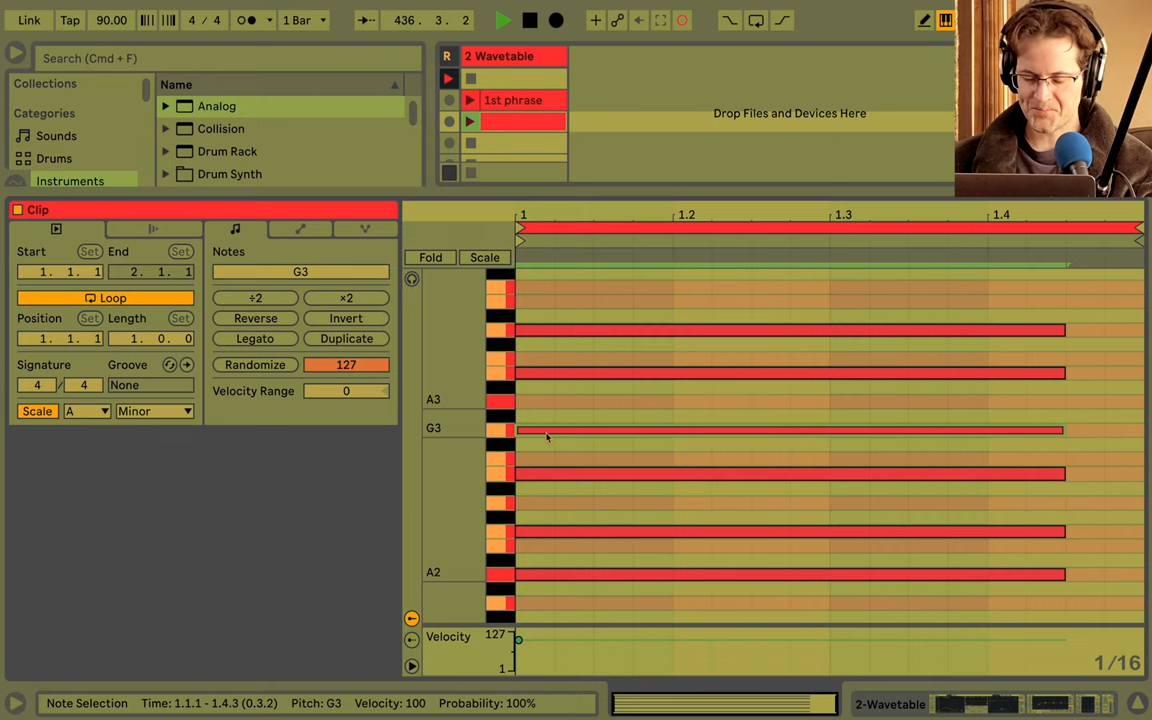 Link Tap 90.00 4 / 4 1 Bar 436. 3. 2
Search (Cmd + F)
Collections
Categories
Sounds
Drums
Instruments
Name
Analog
Collision
Drum Rack
Drum Synth
R 2 Wavetable
1st phrase
Drop Files and Devices Here
Clip
Start Set End Set
1. 1. 1 2. 1. 1
Loop
Position Set Length Set
1. 1. 1 1. 0. 0
Signature Groove
4 / 4 None
Scale A Minor
Notes
G3
÷2 ×2
Reverse Invert
Legato Duplicate
Randomize 127
Velocity Range 0
1 1.2 1.3 1.4
Fold Scale
A3
G3
A2
Velocity 127
1
1/16
Note Selection Time: 1.1.1 - 1.4.3 (0.3.2) Pitch: G3 Velocity: 100 Probability: 100%
2-Wavetable